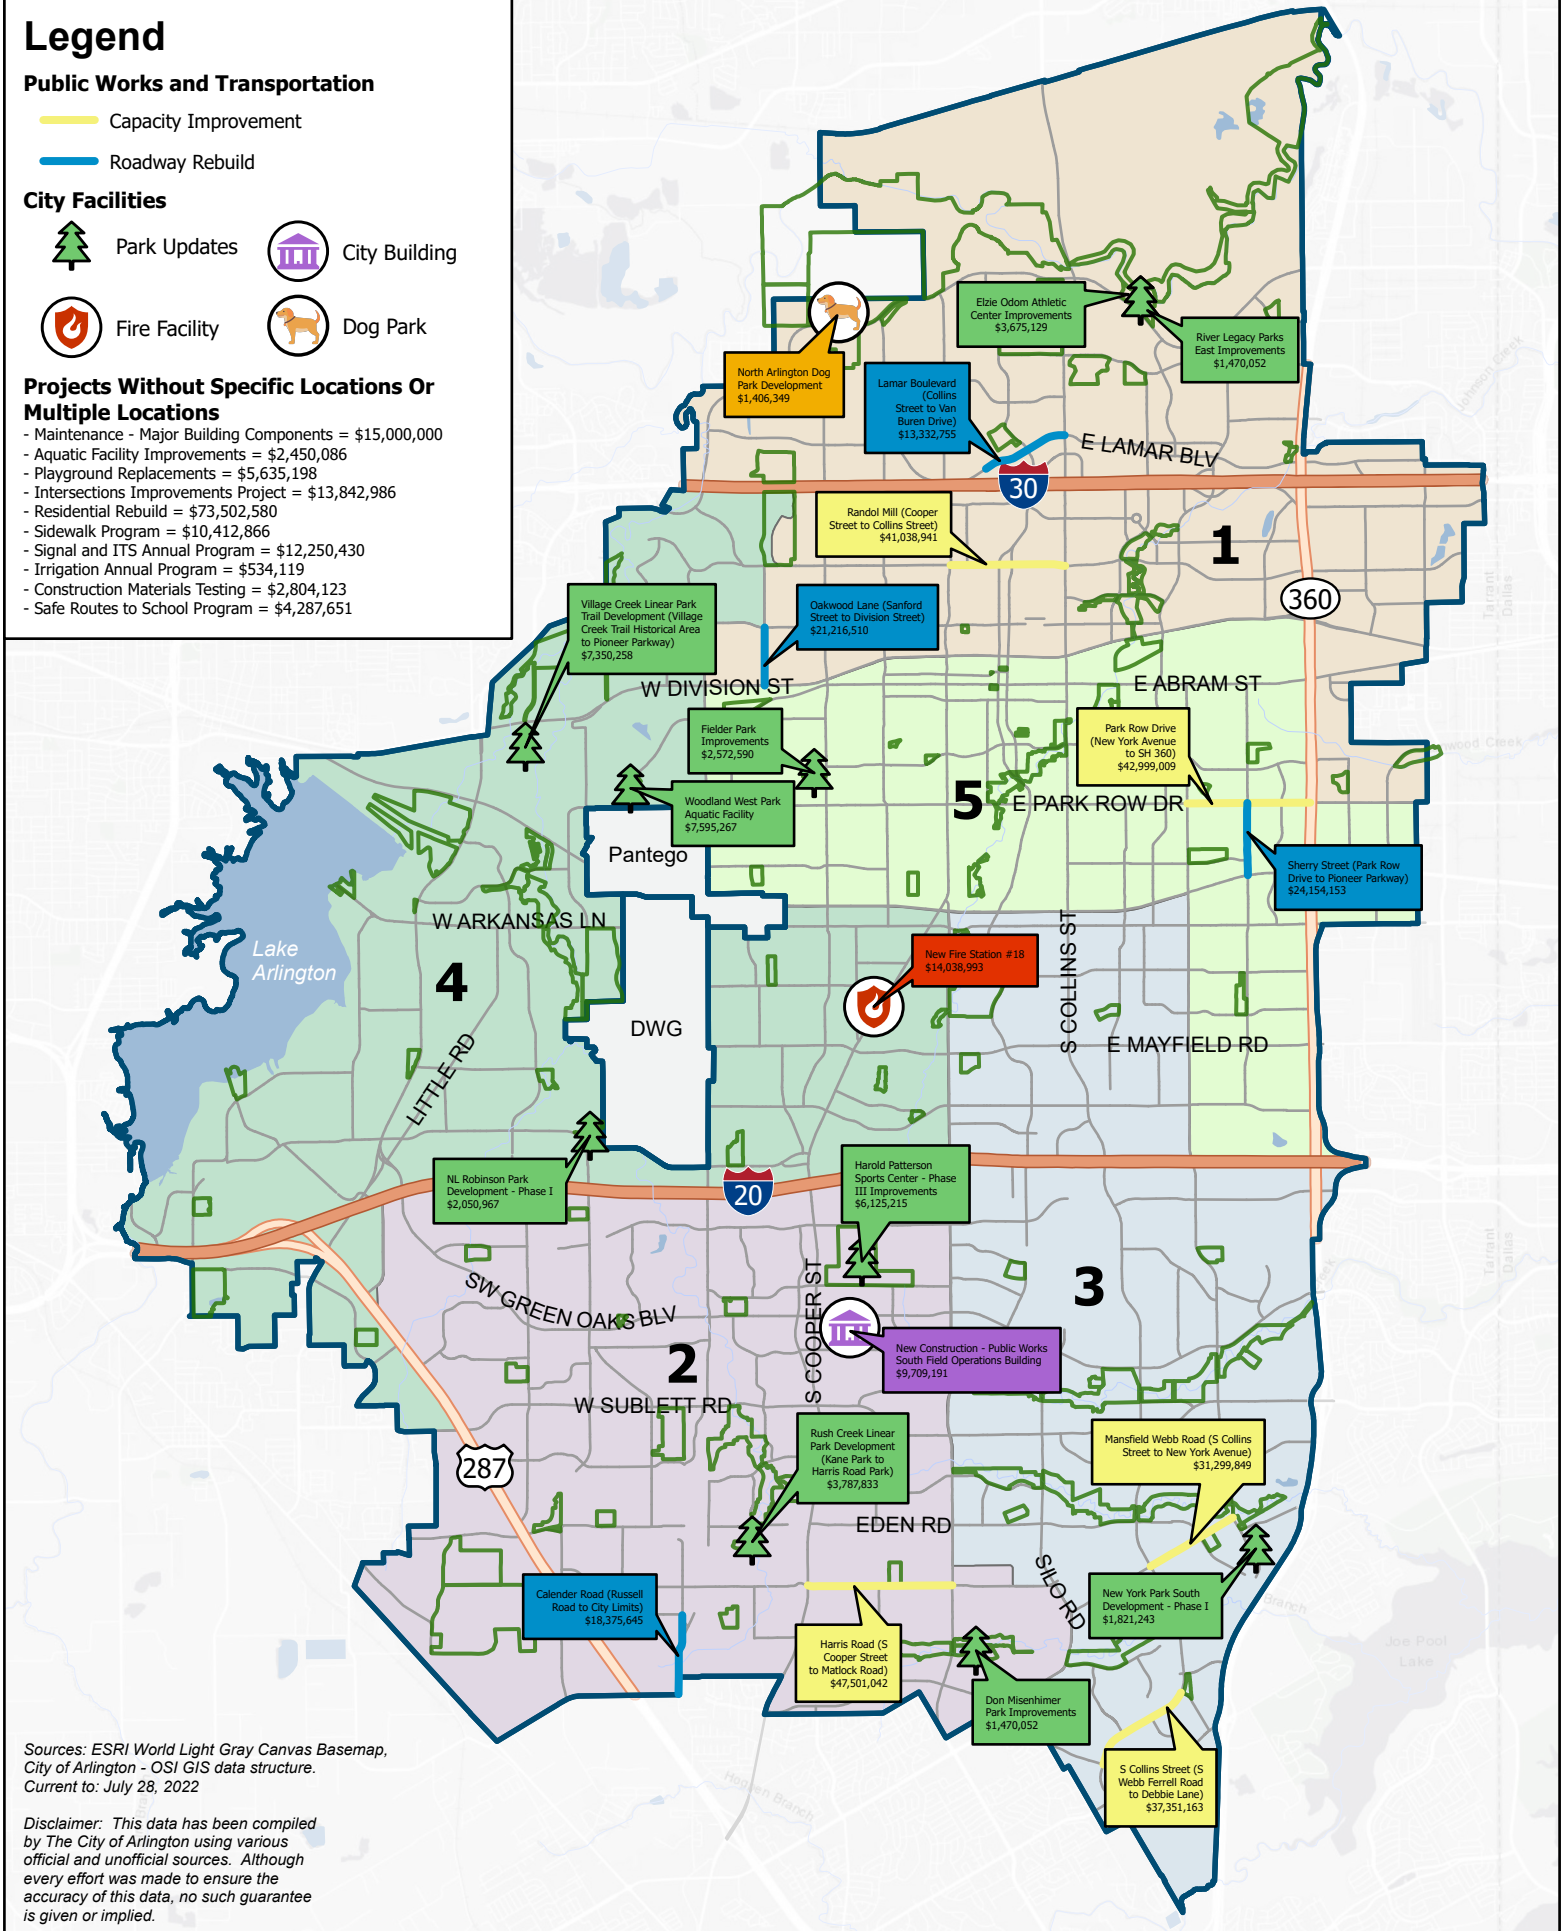 Legend
Public Works and Transportation
Capacity Improvement
Roadway Rebuild
City Facilities
Park Updates
City Building
Fire Facility
Dog Park
Projects Without Specific Locations Or
Multiple Locations
- Maintenance - Major Building Components = $15,000,000
- Aquatic Facility Improvements = $2,450,086
- Playground Replacements = $5,635,198
- Intersections Improvements Project = $13,842,986
- Residential Rebuild = $73,502,580
- Sidewalk Program = $10,412,866
- Signal and ITS Annual Program = $12,250,430
- Irrigation Annual Program = $534,119
- Construction Materials Testing = $2,804,123
- Safe Routes to School Program = $4,287,651
Elzie Odom Athletic
Center Improvements
$3,675,129
River Legacy Parks
East Improvements
$1,470,052
North Arlington Dog
Park Development
$1,406,349
Lamar Boulevard
(Collins
Street to Van
Buren Drive)
$13,332,755
Johnson Creek
E LAMAR BLV
30
Randol Mill (Cooper
Street to Collins Street)
$41,038,941
1
360
Tarrant
Dallas
Village Creek Linear Park
Trail Development (Village
Creek Trail Historical Area
to Pioneer Parkway)
$7,350,258
Oakwood Lane (Sanford
Street to Division Street)
$21,216,510
W DIVISION ST
E ABRAM ST
Fielder Park
Improvements
$2,572,590
Park Row Drive
(New York Avenue
to SH 360)
$42,999,009
wood Creek
Woodland West Park
Aquatic Facility
$7,595,267
5
E PARK ROW DR
Pantego
Sherry Street (Park Row
Drive to Pioneer Parkway)
$24,154,153
W ARKANSAS LN
Lake
Arlington
4
New Fire Station #18
$14,038,993
S COLLINS ST
DWG
E MAYFIELD RD
LITTLE RD
NL Robinson Park
Development - Phase I
$2,050,967
20
Harold Patterson
Sports Center - Phase
III Improvements
$6,125,215
Tarrant
Dallas
SW GREEN OAKS BLV
S COOPER ST
3
New Construction - Public Works
South Field Operations Building
$9,709,191
2
W SUBLETT RD
Rush Creek Linear
Park Development
(Kane Park to
Harris Road Park)
$3,787,833
Mansfield Webb Road (S Collins
Street to New York Avenue)
$31,299,849
287
EDEN RD
SILO RD
Calender Road (Russell
Road to City Limits)
$18,375,645
New York Park South
Development - Phase I
$1,821,243
Branch
Harris Road (S
Cooper Street
to Matlock Road)
$47,501,042
Joe Pool
Lake
Don Misenhimer
Park Improvements
$1,470,052
S Collins Street (S
Webb Ferrell Road
to Debbie Lane)
$37,351,163
Branch
Sources: ESRI World Light Gray Canvas Basemap,
City of Arlington - OSI GIS data structure.
Current to: July 28, 2022
Disclaimer: This data has been compiled
by The City of Arlington using various
official and unofficial sources. Although
every effort was made to ensure the
accuracy of this data, no such guarantee
is given or implied.